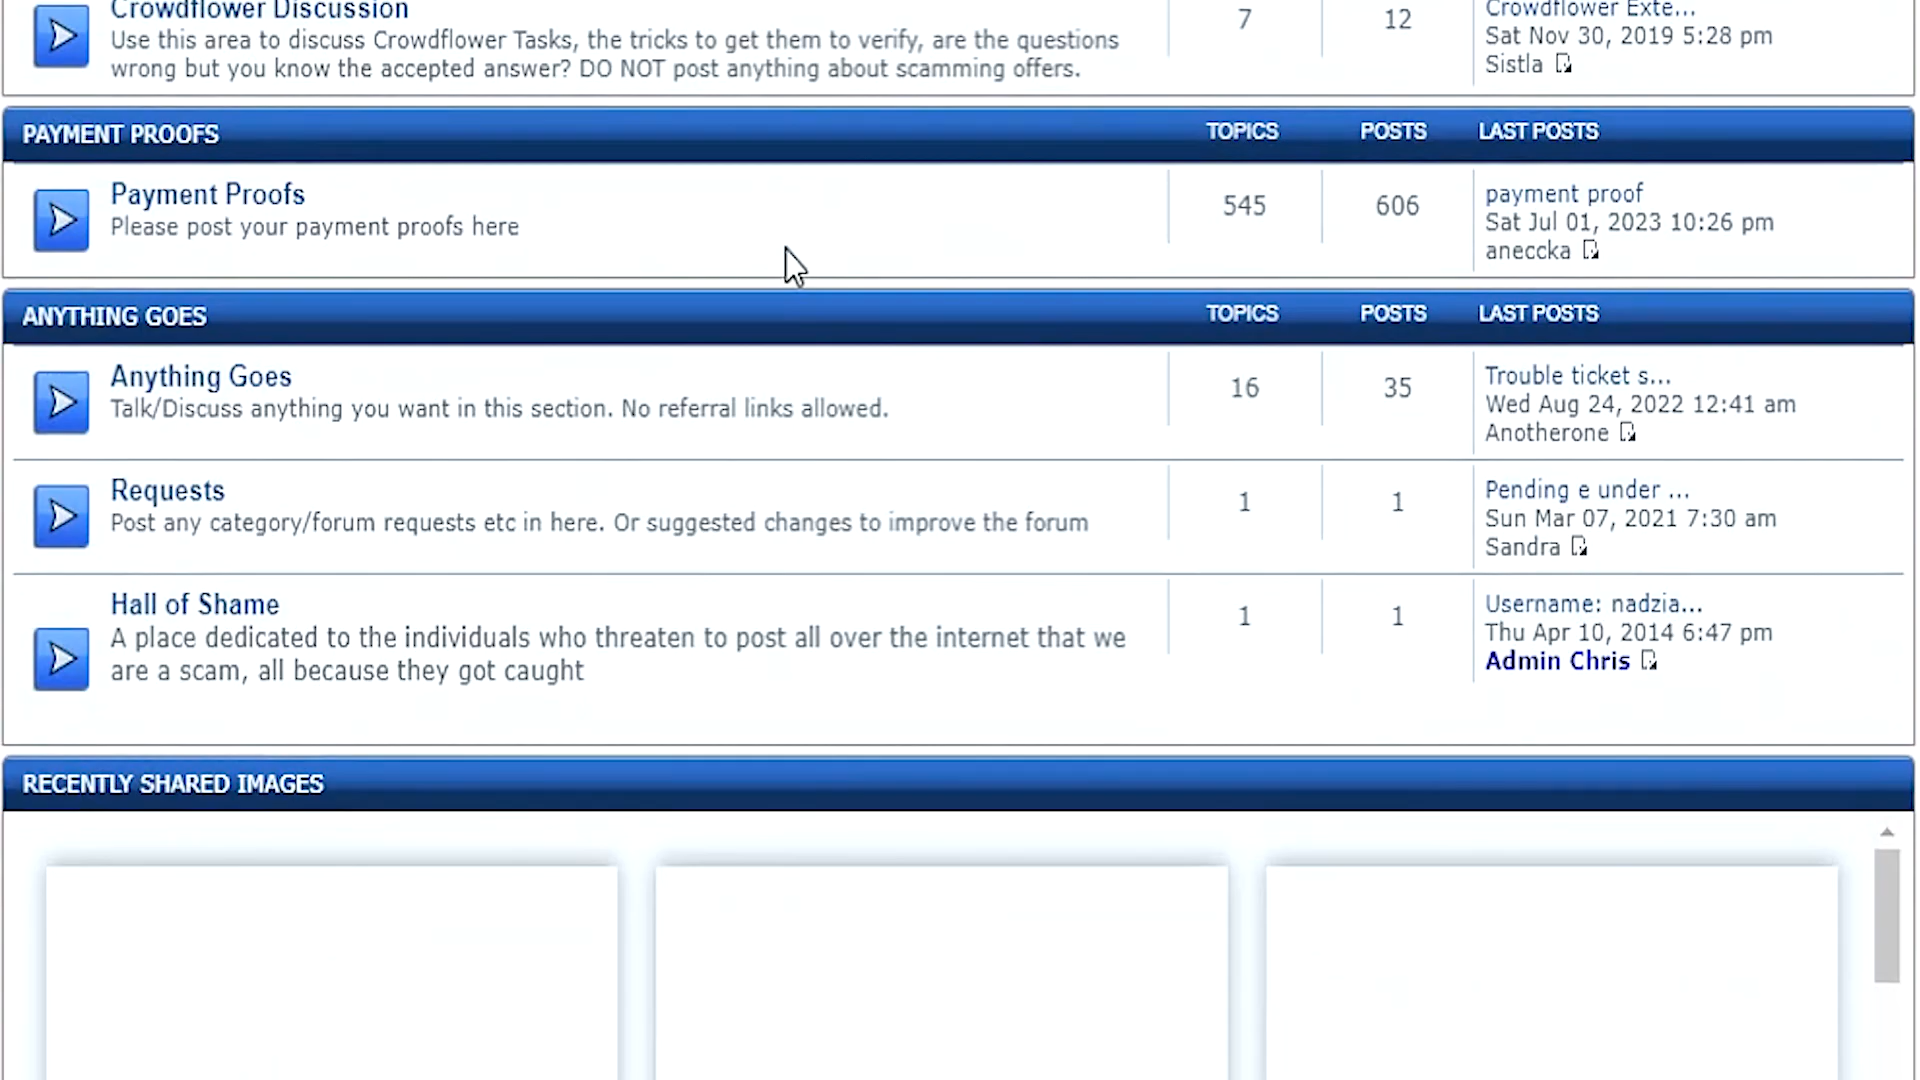 Crowdflower Discussion
Use this area to discuss Crowdflower Tasks, the tricks to get them to verify, are the questions
wrong but you know the accepted answer? DO NOT post anything about scamming offers.
7
12
Crowdflower Exte...
Sat Nov 30, 2019 5:28 pm
Sistla
PAYMENT PROOFS TOPICS POSTS LAST POSTS
Payment Proofs
Please post your payment proofs here
545
606
payment proof
Sat Jul 01, 2023 10:26 pm
aneccka
ANYTHING GOES TOPICS POSTS LAST POSTS
Anything Goes
Talk/Discuss anything you want in this section. No referral links allowed.
16
35
Trouble ticket s...
Wed Aug 24, 2022 12:41 am
Anotherone
Requests
Post any category/forum requests etc in here. Or suggested changes to improve the forum
1
1
Pending e under ...
Sun Mar 07, 2021 7:30 am
Sandra
Hall of Shame
A place dedicated to the individuals who threaten to post all over the internet that we
are a scam, all because they got caught
1
1
Username: nadzia...
Thu Apr 10, 2014 6:47 pm
Admin Chris
RECENTLY SHARED IMAGES